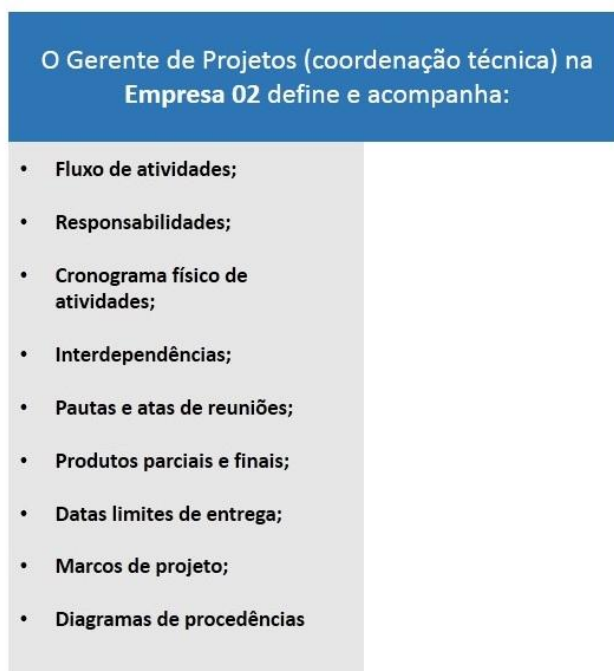 O Gerente de Projetos (coordenação técnica) na
Empresa 02 define e acompanha:
• Fluxo de atividades;
• Responsabilidades;
• Cronograma físico de
atividades;
• Interdependências;
• Pautas e atas de reuniões;
• Produtos parciais e finais;
• Datas limites de entrega;
• Marcos de projeto;
• Diagramas de procedências